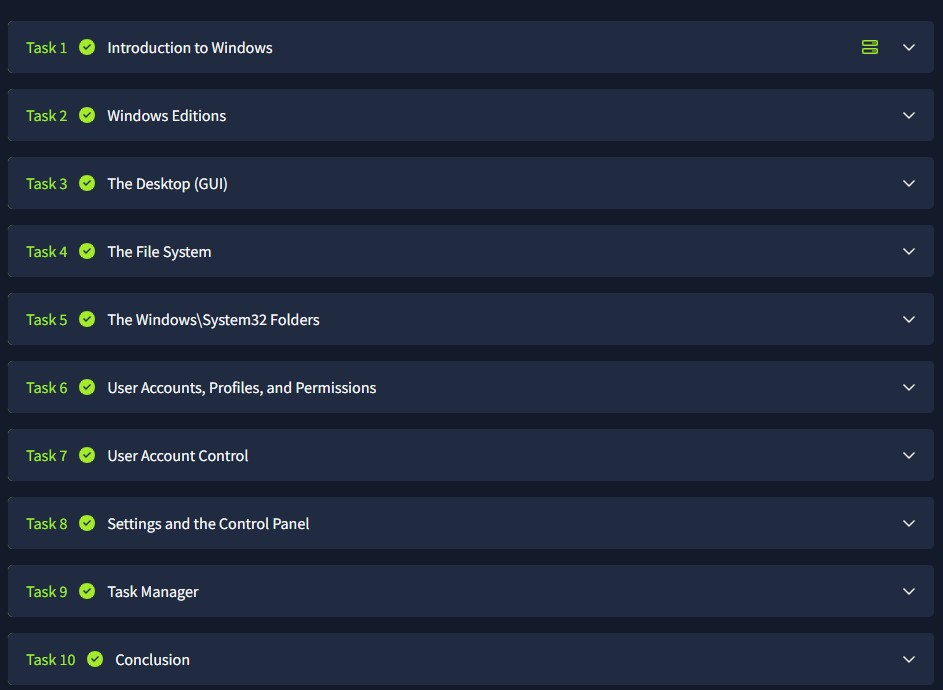 Task 1 Introduction to Windows
Task 2 Windows Editions
Task 3 The Desktop (GUI)
Task 4 The File System
Task 5 The Windows\System32 Folders
Task 6 User Accounts, Profiles, and Permissions
Task 7 User Account Control
Task 8 Settings and the Control Panel
Task 9 Task Manager
Task 10 Conclusion